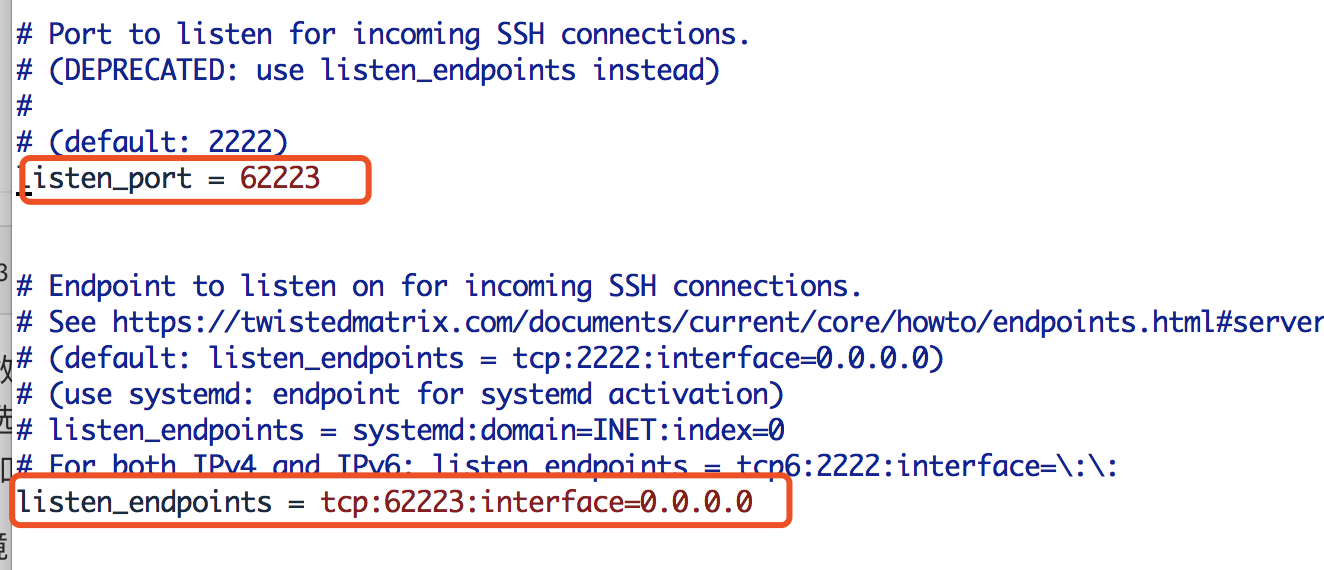 # Port to listen for incoming SSH connections.
# (DEPRECATED: use listen_endpoints instead)
#
# (default: 2222)
listen_port = 62223
# Endpoint to listen on for incoming SSH connections.
# See https://twistedmatrix.com/documents/current/core/howto/endpoints.html#server
# (default: listen_endpoints = tcp:2222:interface=0.0.0.0)
# (use systemd: endpoint for systemd activation)
# listen_endpoints = systemd:domain=INET:index=0
# For both IPv4 and IPv6: listen_endpoints = tcp6:2222:interface=\:\:
listen_endpoints = tcp:62223:interface=0.0.0.0